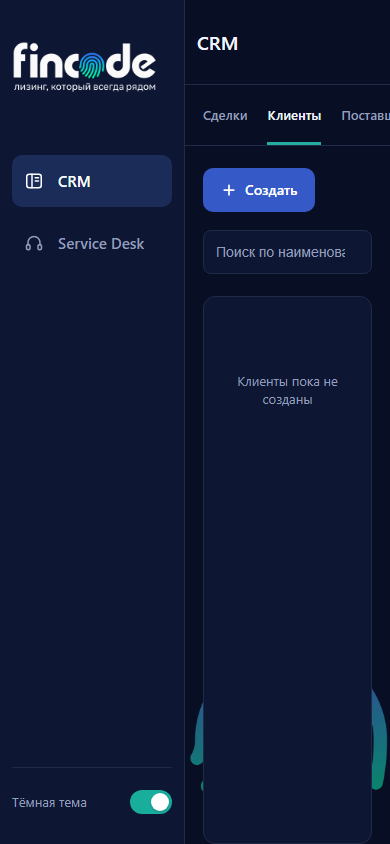 fincode
лизинг, который всегда рядом
CRM
Service Desk
Тёмная тема
CRM
Сделки Клиенты Постав
Создать
Поиск по наименова
Клиенты пока не
созданы